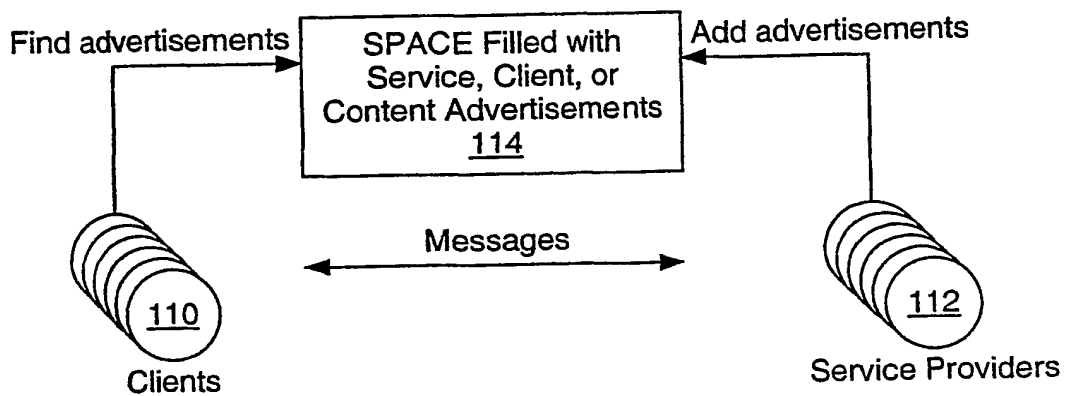 Find advertisements
SPACE Filled with
Service, Client, or
Content Advertisements
114
Add advertisements
Messages
110
Clients
112
Service Providers